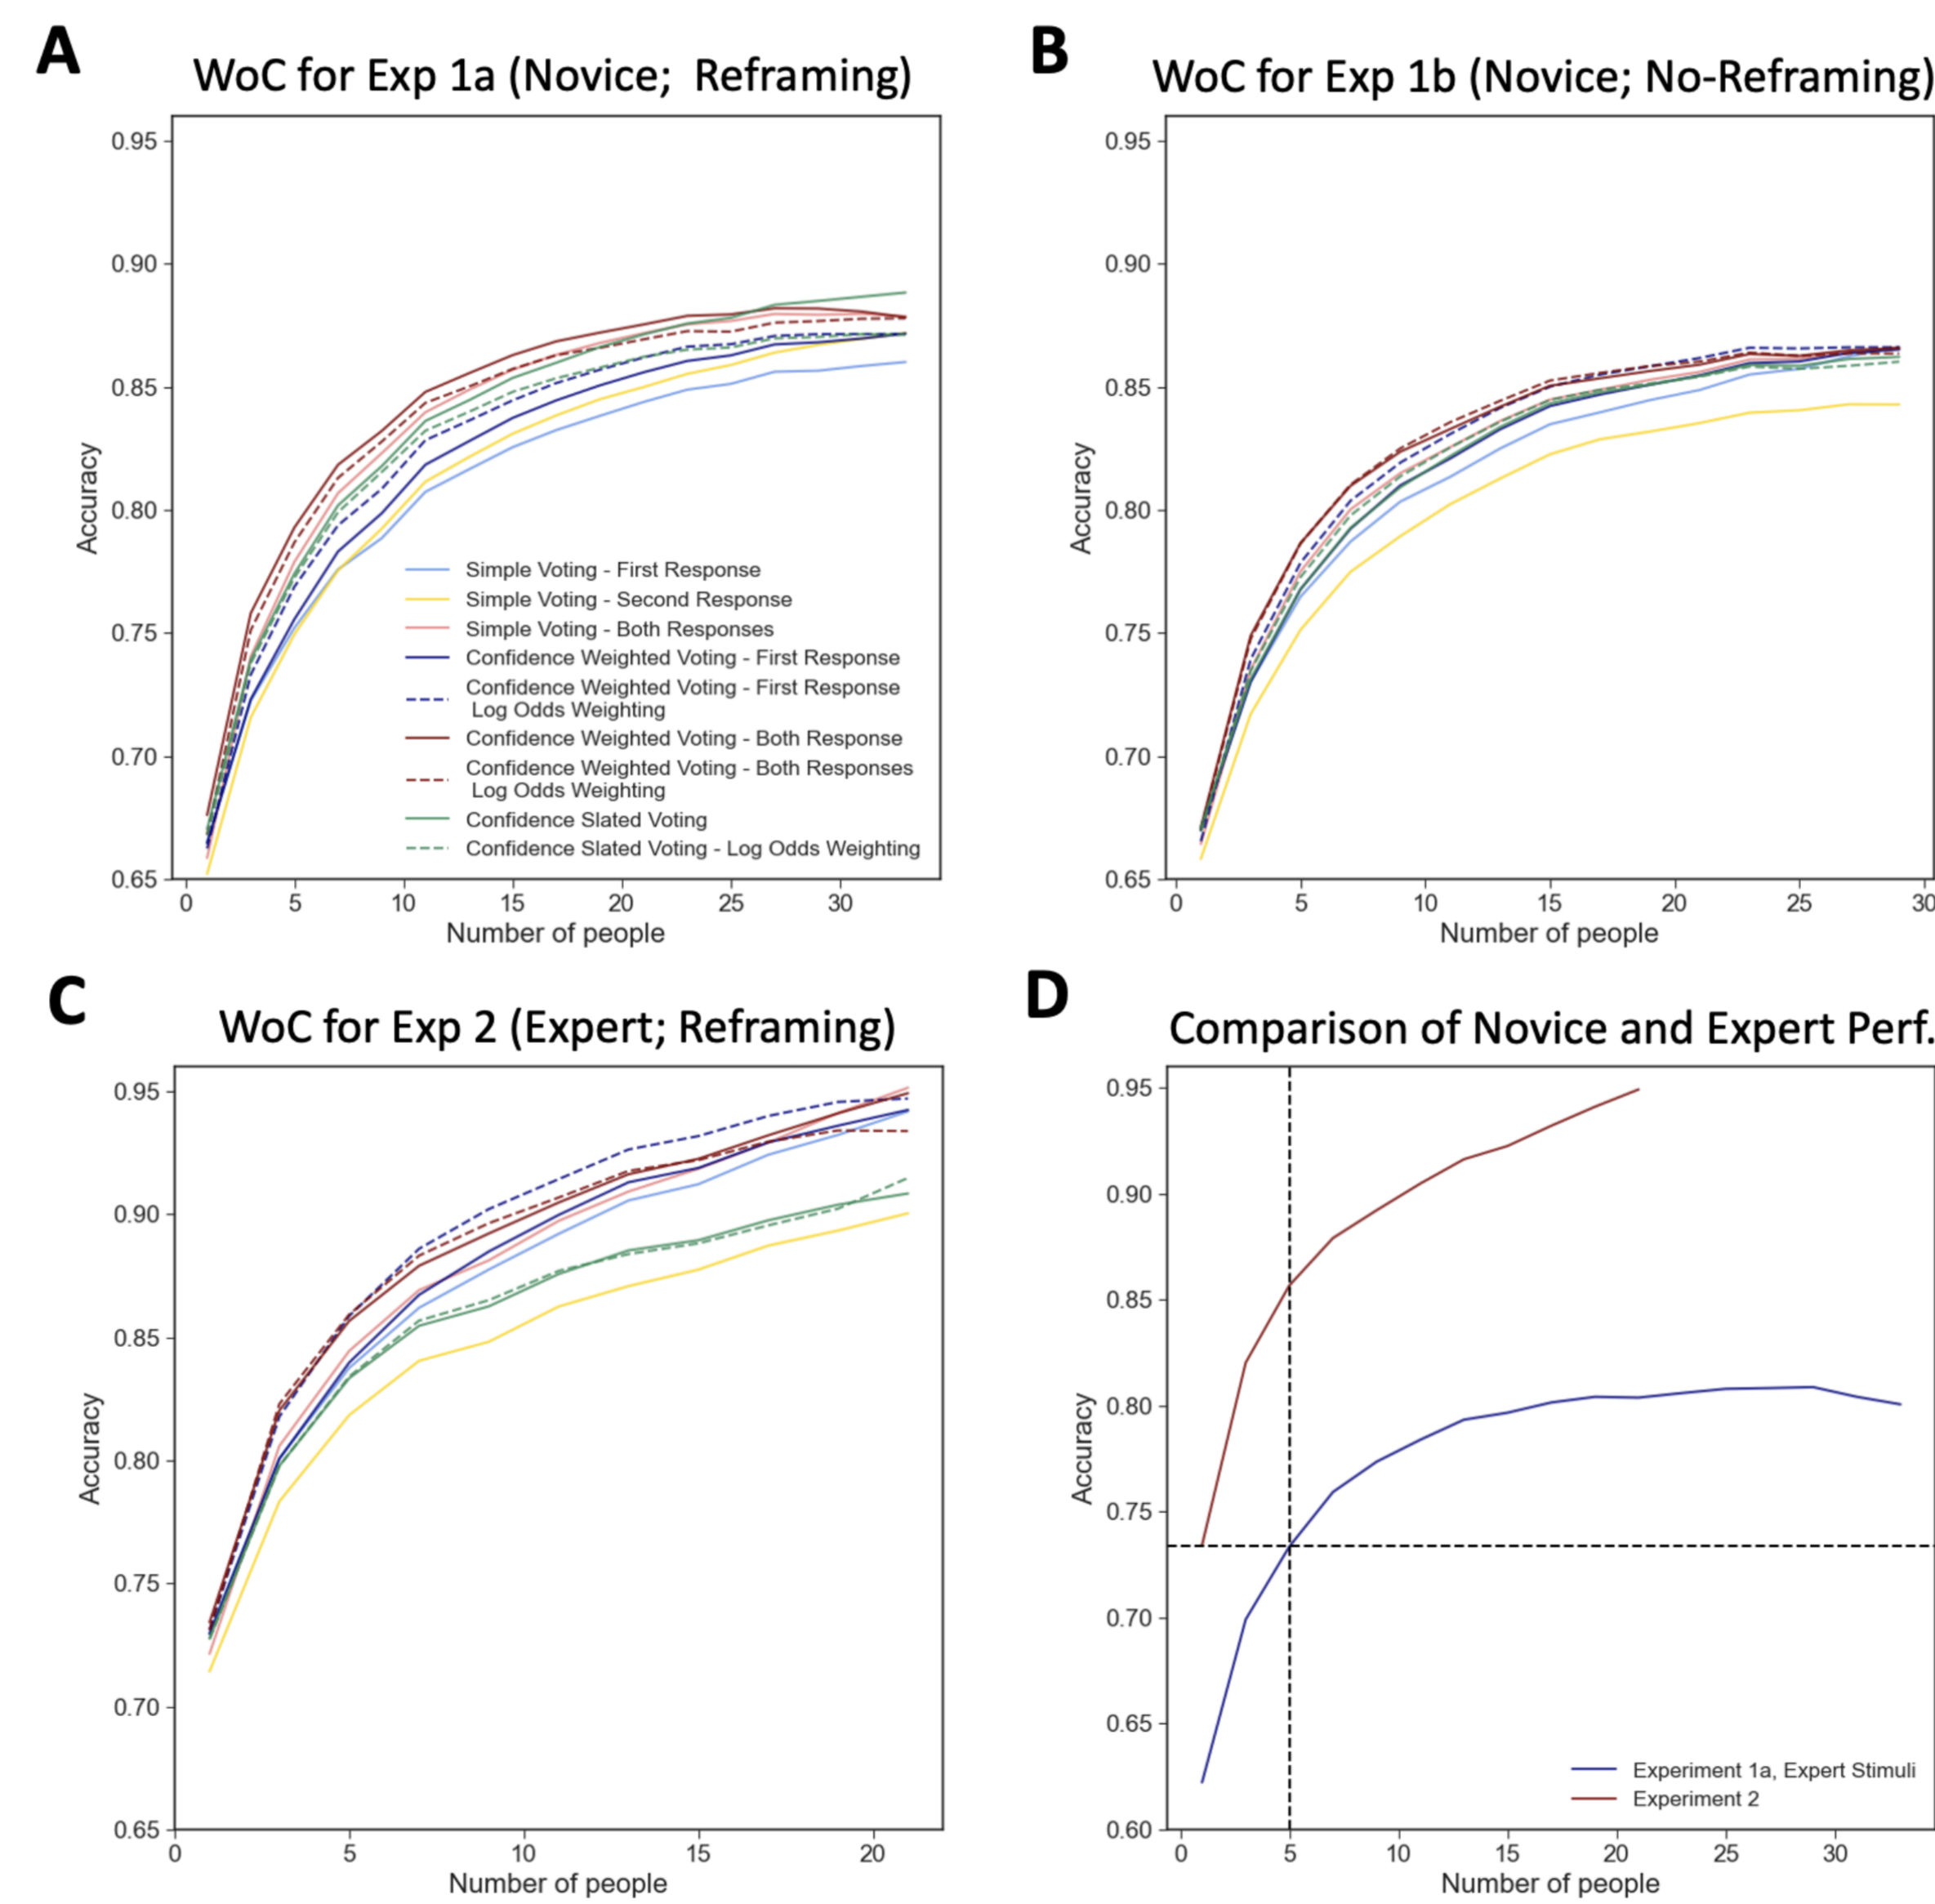 A
WoC for Exp 1a (Novice; Reframing)
0.95
0.90
0.85
0.80
0.75
0.70
0.65
Accuracy
Simple Voting - First Response
Simple Voting - Second Response
Simple Voting - Both Responses
Confidence Weighted Voting - First Response
Confidence Weighted Voting - First Response
Log Odds Weighting
Confidence Weighted Voting - Both Response
Confidence Weighted Voting - Both Responses
Log Odds Weighting
Confidence Slated Voting
Confidence Slated Voting - Log Odds Weighting
0 5 10 15 20 25 30
Number of people
B
WoC for Exp 1b (Novice; No-Reframing)
0.95
0.90
0.85
0.80
0.75
0.70
0.65
Accuracy
0 5 10 15 20 25 30
Number of people
C
WoC for Exp 2 (Expert; Reframing)
0.95
0.90
0.85
0.80
0.75
0.70
0.65
Accuracy
0 5 10 15 20
Number of people
D
Comparison of Novice and Expert Perf.
0.95
0.90
0.85
0.80
0.75
0.70
0.65
0.60
Accuracy
Experiment 1a, Expert Stimuli
Experiment 2
0 5 10 15 20 25 30
Number of people